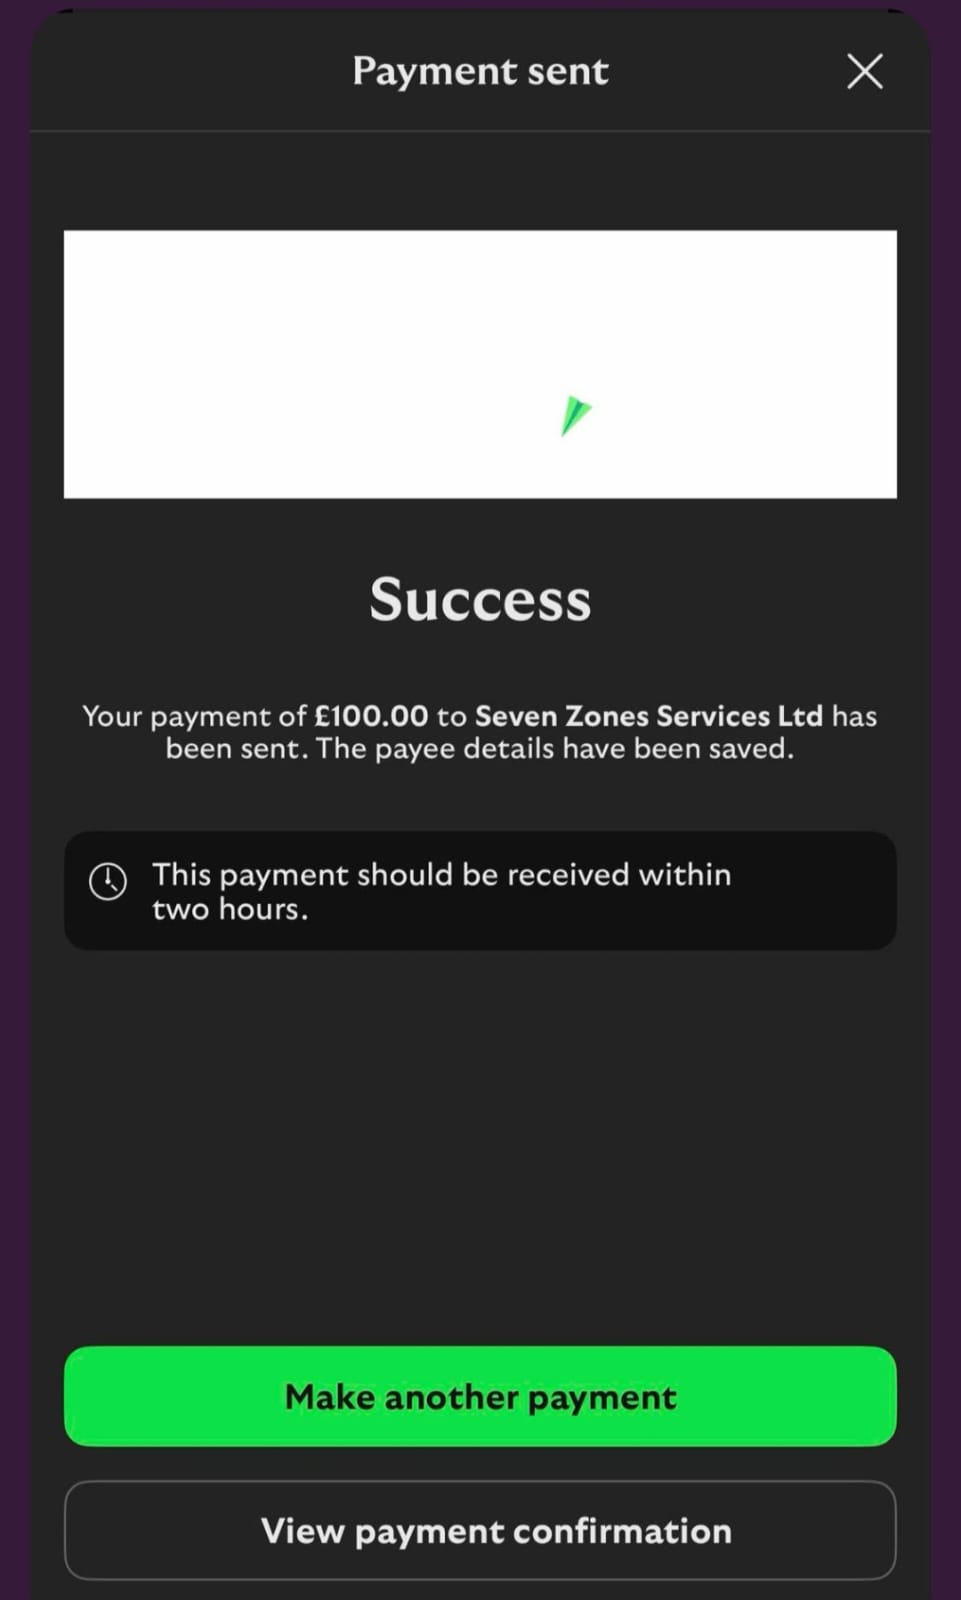 Payment sent
Success
Your payment of £100.00 to Seven Zones Services Ltd has
been sent. The payee details have been saved.
This payment should be received within
two hours.
Make another payment
View payment confirmation